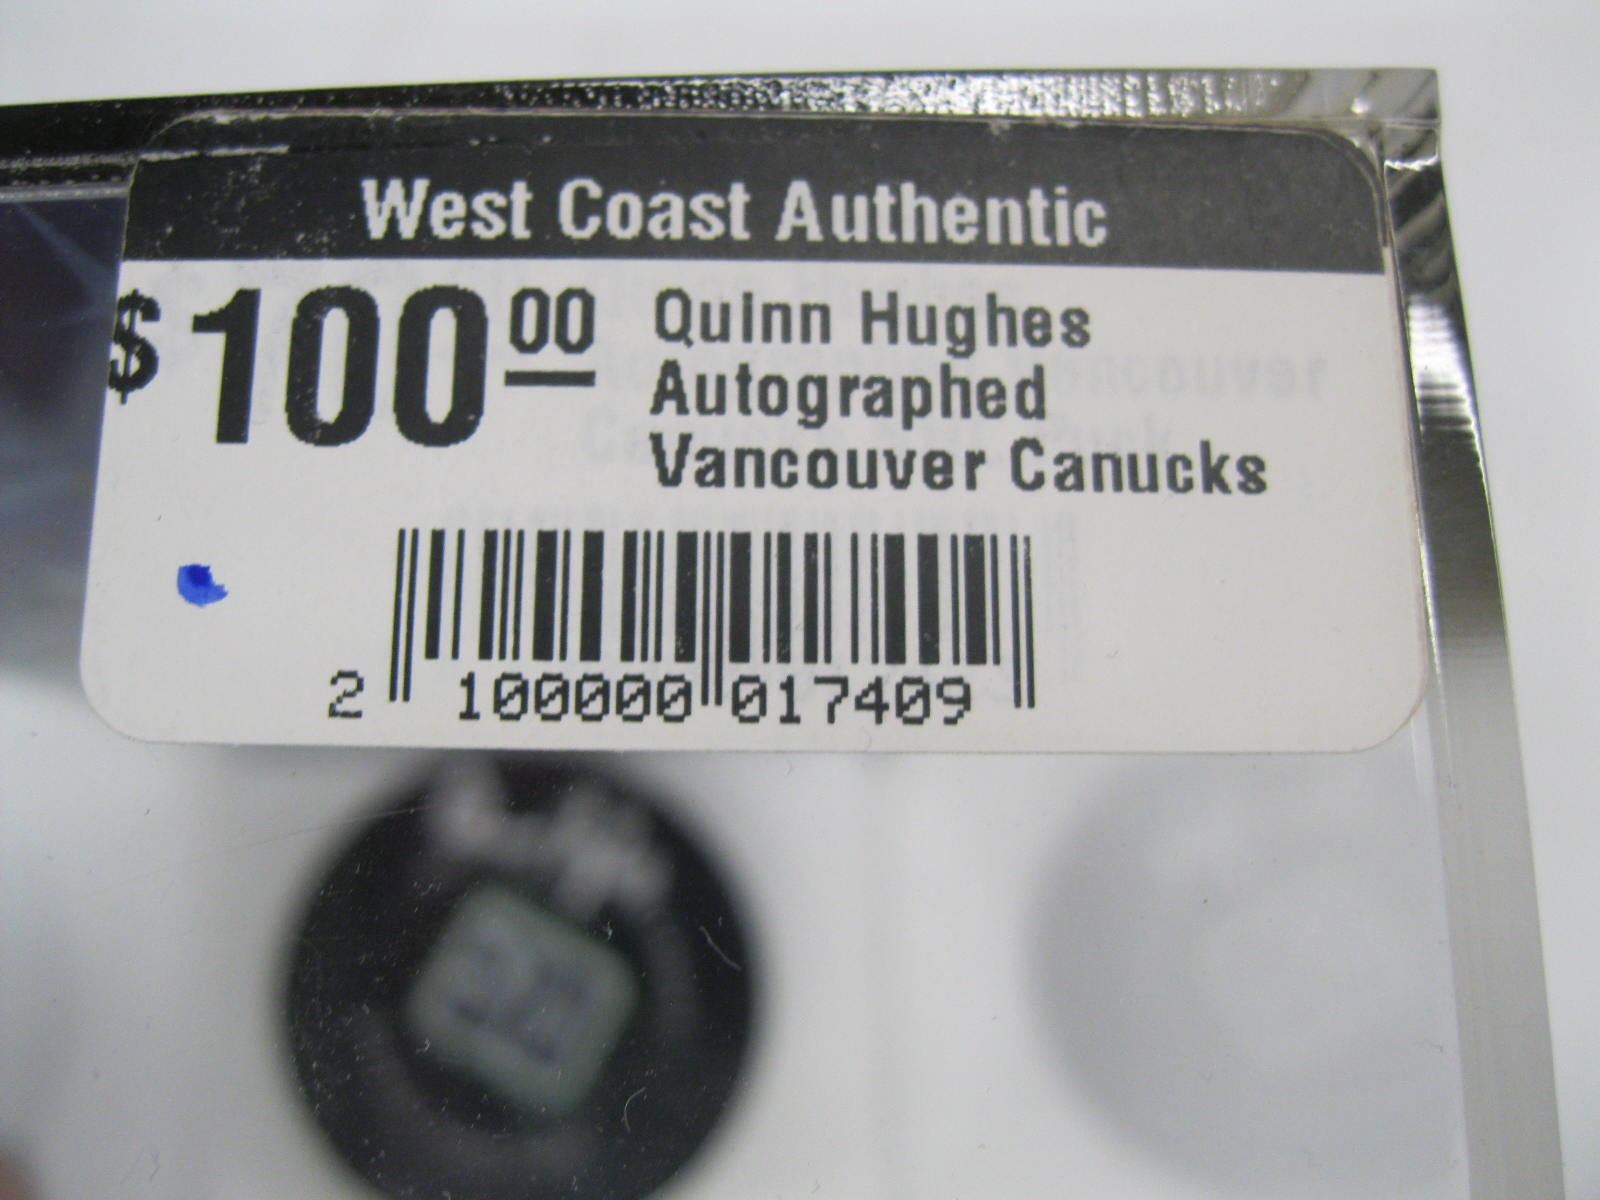 West Coast Authentic
$100.00
Quinn Hughes
Autographed
Vancouver Canucks
2 100000 017409